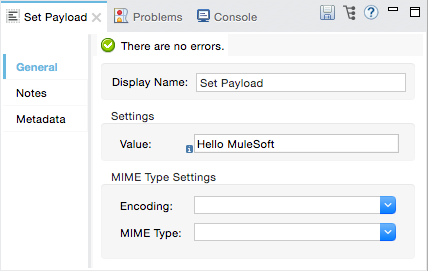 Set Payload Problems Console
There are no errors.
General
Display Name: Set Payload
Notes
Metadata
Settings
Value: Hello MuleSoft
MIME Type Settings
Encoding:
MIME Type: